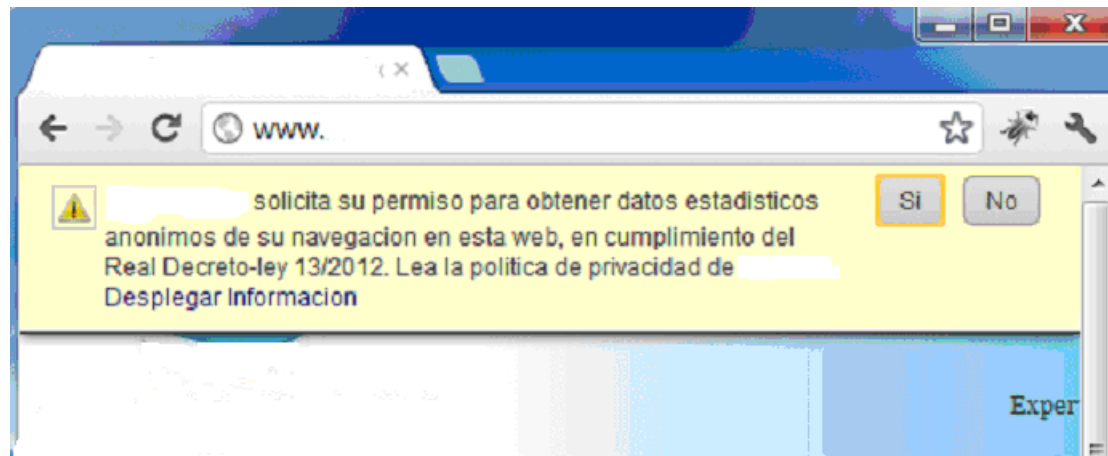 www.
solicita su permiso para obtener datos estadisticos
Si
No
anonimos de su navegacion en esta web, en cumplimiento del
Real Decreto-ley 13/2012. Lea la politica de privacidad de
Desplegar Informacion
Exper